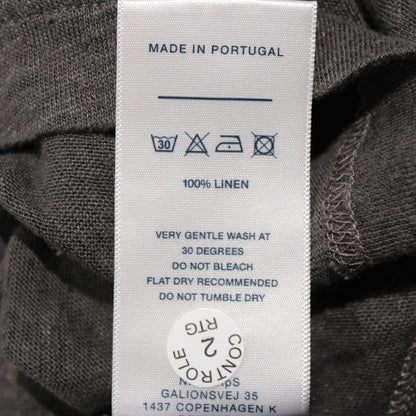 MADE IN PORTUGAL
30
100% LINEN
VERY GENTLE WASH AT
30 DEGREES
DO NOT BLEACH
FLAT DRY RECOMMENDED
DO NOT TUMBLE DRY
CONTROLE
2
RTG
GALIONSVEJ 35
1437 COPENHAGEN K